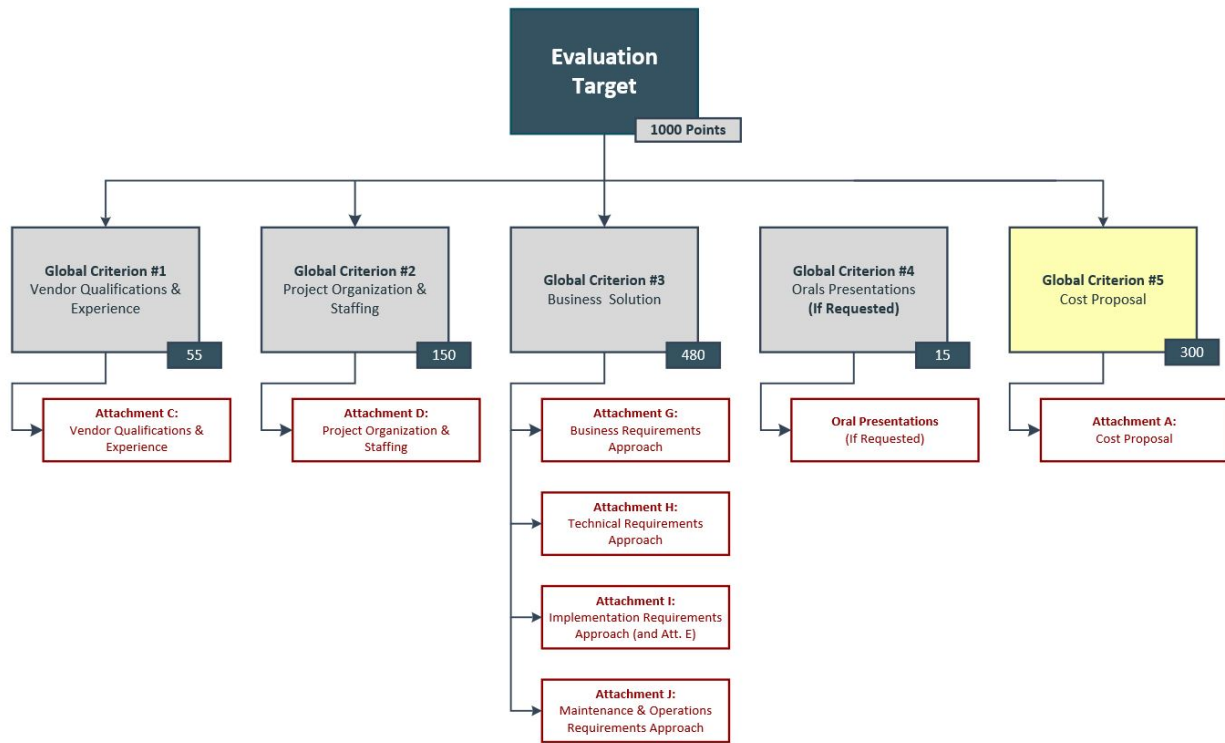 Evaluation
Target
1000 Points
Global Criterion #1
Vendor Qualifications &
Experience
55
Global Criterion #2
Project Organization &
Staffing
150
Global Criterion #3
Business Solution
480
Global Criterion #4
Orals Presentations
(If Requested)
15
Global Criterion #5
Cost Proposal
300
Attachment C:
Vendor Qualifications &
Experience
Attachment D:
Project Organization &
Staffing
Attachment G:
Business Requirements
Approach
Oral Presentations
(If Requested)
Attachment A:
Cost Proposal
Attachment H:
Technical Requirements
Approach
Attachment I:
Implementation Requirements
Approach (and Att. E)
Attachment J:
Maintenance & Operations
Requirements Approach